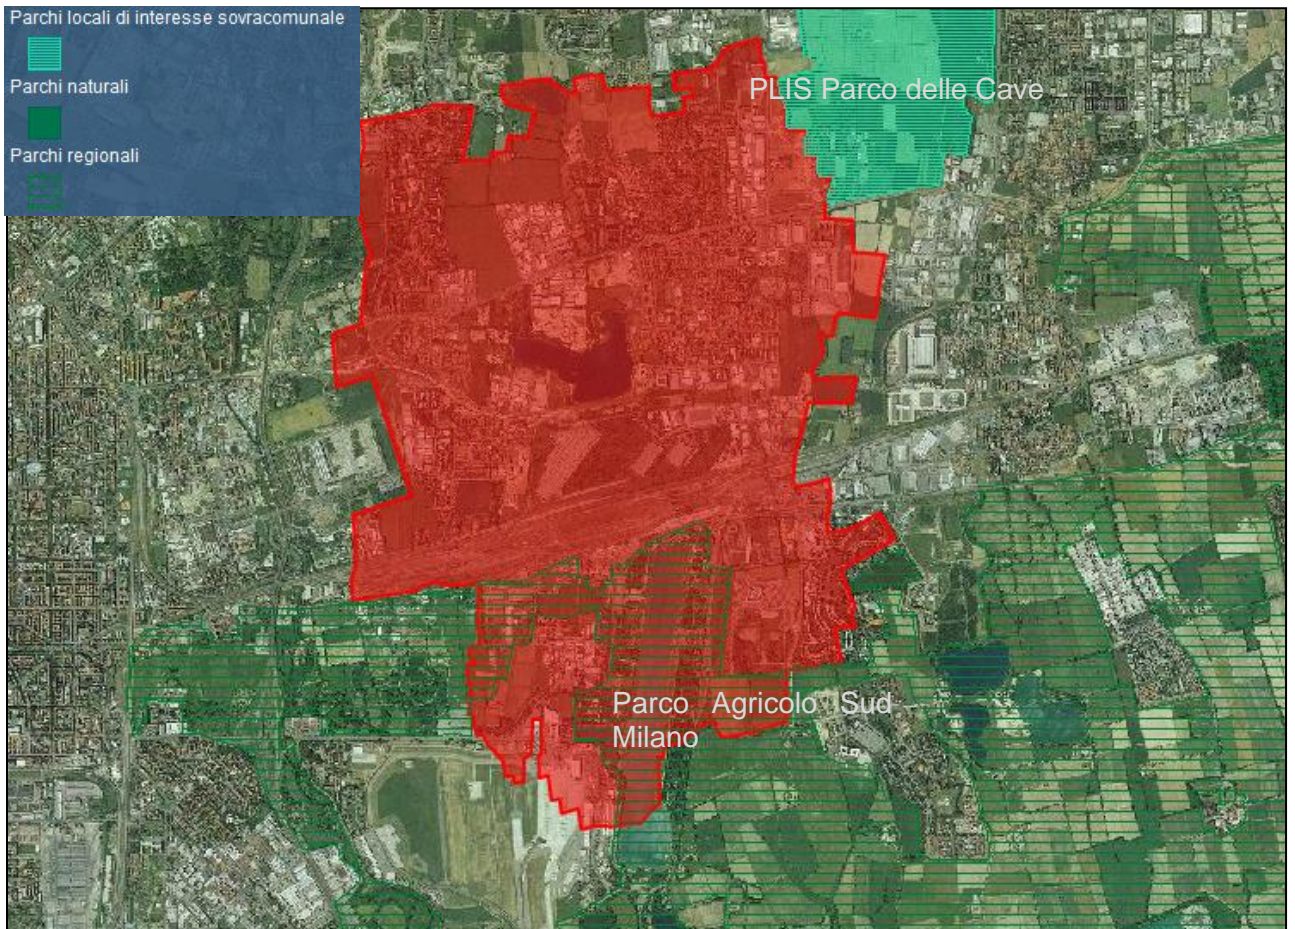 Parchi locali di interesse sovracomunale
Parchi naturali
Parchi regionali
PLIS Parco delle Cave
Parco Agricolo Sud
Milano